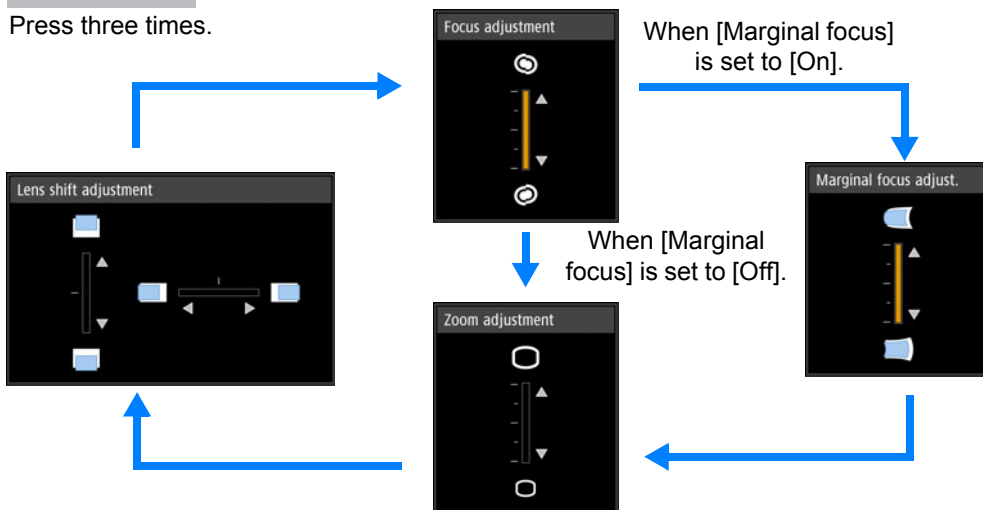 Press three times.
Focus adjustment
When [Marginal focus]
is set to [On].
Lens shift adjustment
Marginal focus adjust.
When [Marginal
focus] is set to [Off].
Zoom adjustment